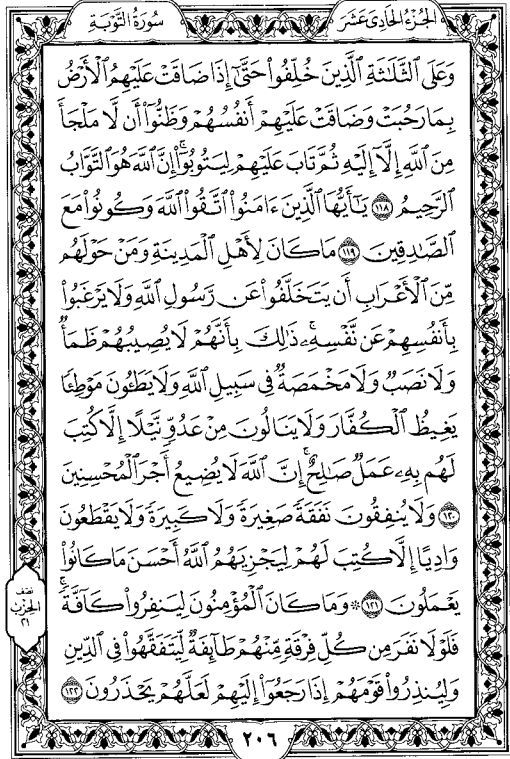 الجزء الحادي عشر
سورة التوبة
وَعَلَى ٱلثَّلَٰثَةِ ٱلَّذِينَ خُلِّفُوا۟ حَتَّىٰٓ إِذَا ضَاقَتْ عَلَيْهِمُ ٱلْأَرْضُ
بِمَا رَحُبَتْ وَضَاقَتْ عَلَيْهِمْ أَنفُسُهُمْ وَظَنُّوٓا۟ أَن لَّا مَلْجَأَ
مِنَ ٱللَّهِ إِلَّآ إِلَيْهِ ثُمَّ تَابَ عَلَيْهِمْ لِيَتُوبُوٓا۟ۚ إِنَّ ٱللَّهَ هُوَ ٱلتَّوَّابُ
ٱلرَّحِيمُ ١١٨ يَٰٓأَيُّهَا ٱلَّذِينَ ءَامَنُوا۟ ٱتَّقُوا۟ ٱللَّهَ وَكُونُوا۟ مَعَ
ٱلصَّٰدِقِينَ ١١٩ مَا كَانَ لِأَهْلِ ٱلْمَدِينَةِ وَمَنْ حَوْلَهُم
مِّنَ ٱلْأَعْرَابِ أَن يَتَخَلَّفُوا۟ عَن رَّسُولِ ٱللَّهِ وَلَا يَرْغَبُوا۟
بِأَنفُسِهِمْ عَن نَّفْسِهِۦۚ ذَٰلِكَ بِأَنَّهُمْ لَا يُصِيبُهُمْ ظَمَأٌ
وَلَا نَصَبٌ وَلَا مَخْمَصَةٌ فِى سَبِيلِ ٱللَّهِ وَلَا يَطَـُٔونَ مَوْطِئًا
يَغِيظُ ٱلْكُفَّارَ وَلَا يَنَالُونَ مِنْ عَدُوٍّ نَّيْلًا إِلَّا كُتِبَ
لَهُم بِهِۦ عَمَلٌ صَٰلِحٌۚ إِنَّ ٱللَّهَ لَا يُضِيعُ أَجْرَ ٱلْمُحْسِنِينَ
١٢٠ وَلَا يُنفِقُونَ نَفَقَةً صَغِيرَةً وَلَا كَبِيرَةً وَلَا يَقْطَعُونَ
وَادِيًا إِلَّا كُتِبَ لَهُمْ لِيَجْزِيَهُمُ ٱللَّهُ أَحْسَنَ مَا كَانُوا۟
يَعْمَلُونَ ١٢١ ۞ وَمَا كَانَ ٱلْمُؤْمِنُونَ لِيَنفِرُوا۟ كَآفَّةًۚ
فَلَوْلَا نَفَرَ مِن كُلِّ فِرْقَةٍ مِّنْهُمْ طَآئِفَةٌ لِّيَتَفَقَّهُوا۟ فِى ٱلدِّينِ
وَلِيُنذِرُوا۟ قَوْمَهُمْ إِذَا رَجَعُوٓا۟ إِلَيْهِمْ لَعَلَّهُمْ يَحْذَرُونَ ١٢٢
نصف
الحزب
٢١
٢٠٦